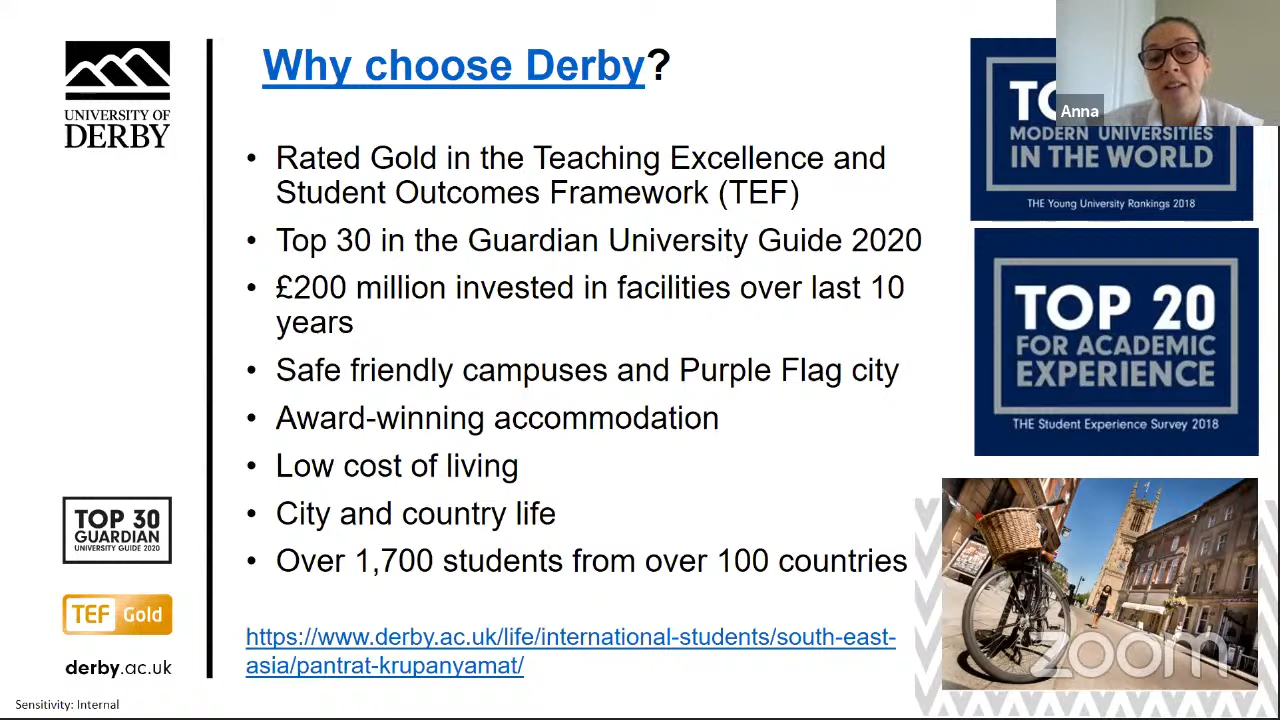 UNIVERSITY OF
DERBY
Why choose Derby?
• Rated Gold in the Teaching Excellence and
Student Outcomes Framework (TEF)
• Top 30 in the Guardian University Guide 2020
• £200 million invested in facilities over last 10
years
• Safe friendly campuses and Purple Flag city
• Award-winning accommodation
• Low cost of living
• City and country life
• Over 1,700 students from over 100 countries
https://www.derby.ac.uk/life/international-students/south-east-
asia/pantrat-krupanyamat/
TOP 30
GUARDIAN
UNIVERSITY GUIDE 2020
TEF Gold
derby.ac.uk
Sensitivity: Internal
Anna
MODERN UNIVERSITIES
IN THE WORLD
THE Young University Rankings 2018
TOP 20
FOR ACADEMIC
EXPERIENCE
THE Student Experience Survey 2018
zoom